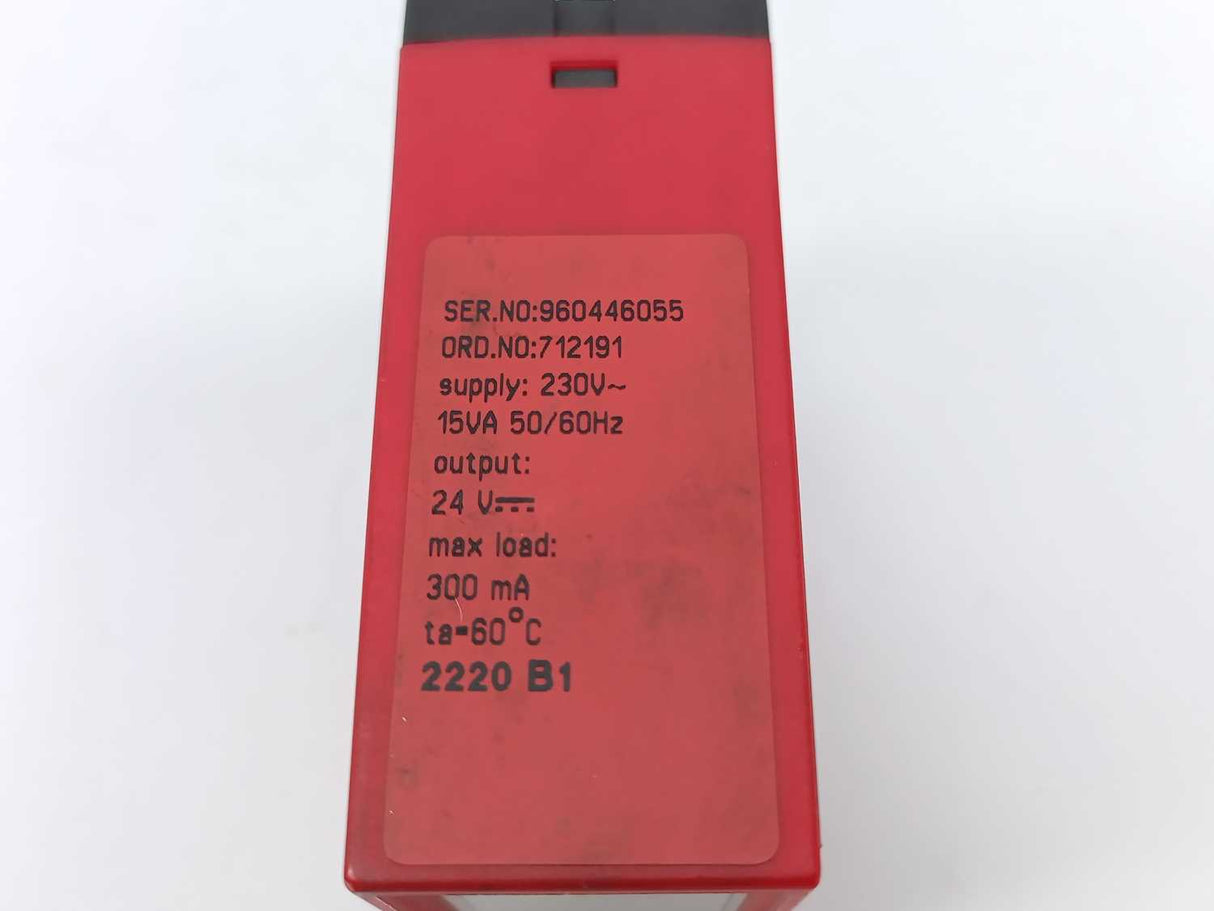 SER.NO:960446055
ORD.NO:712191
supply: 230V~
15VA 50/60Hz
output:
24 V⎓
max load:
300 mA
ta=60°C
2220 B1